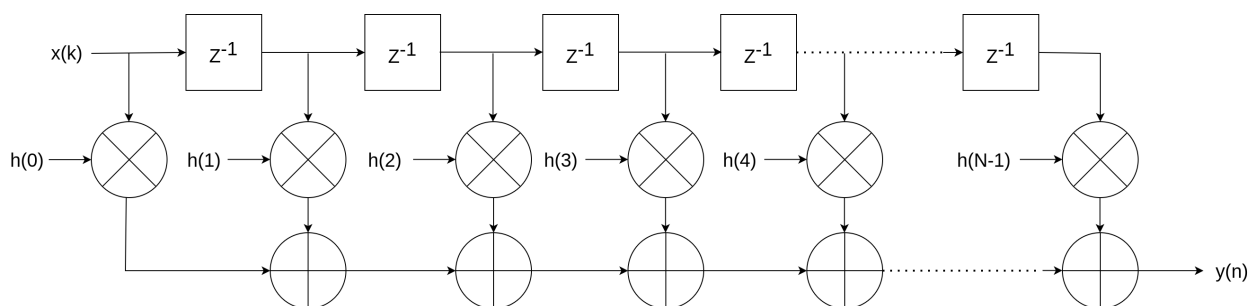 x(k) Z-1 Z-1 Z-1 Z-1 Z-1
h(0) h(1) h(2) h(3) h(4) h(N-1)
y(n)